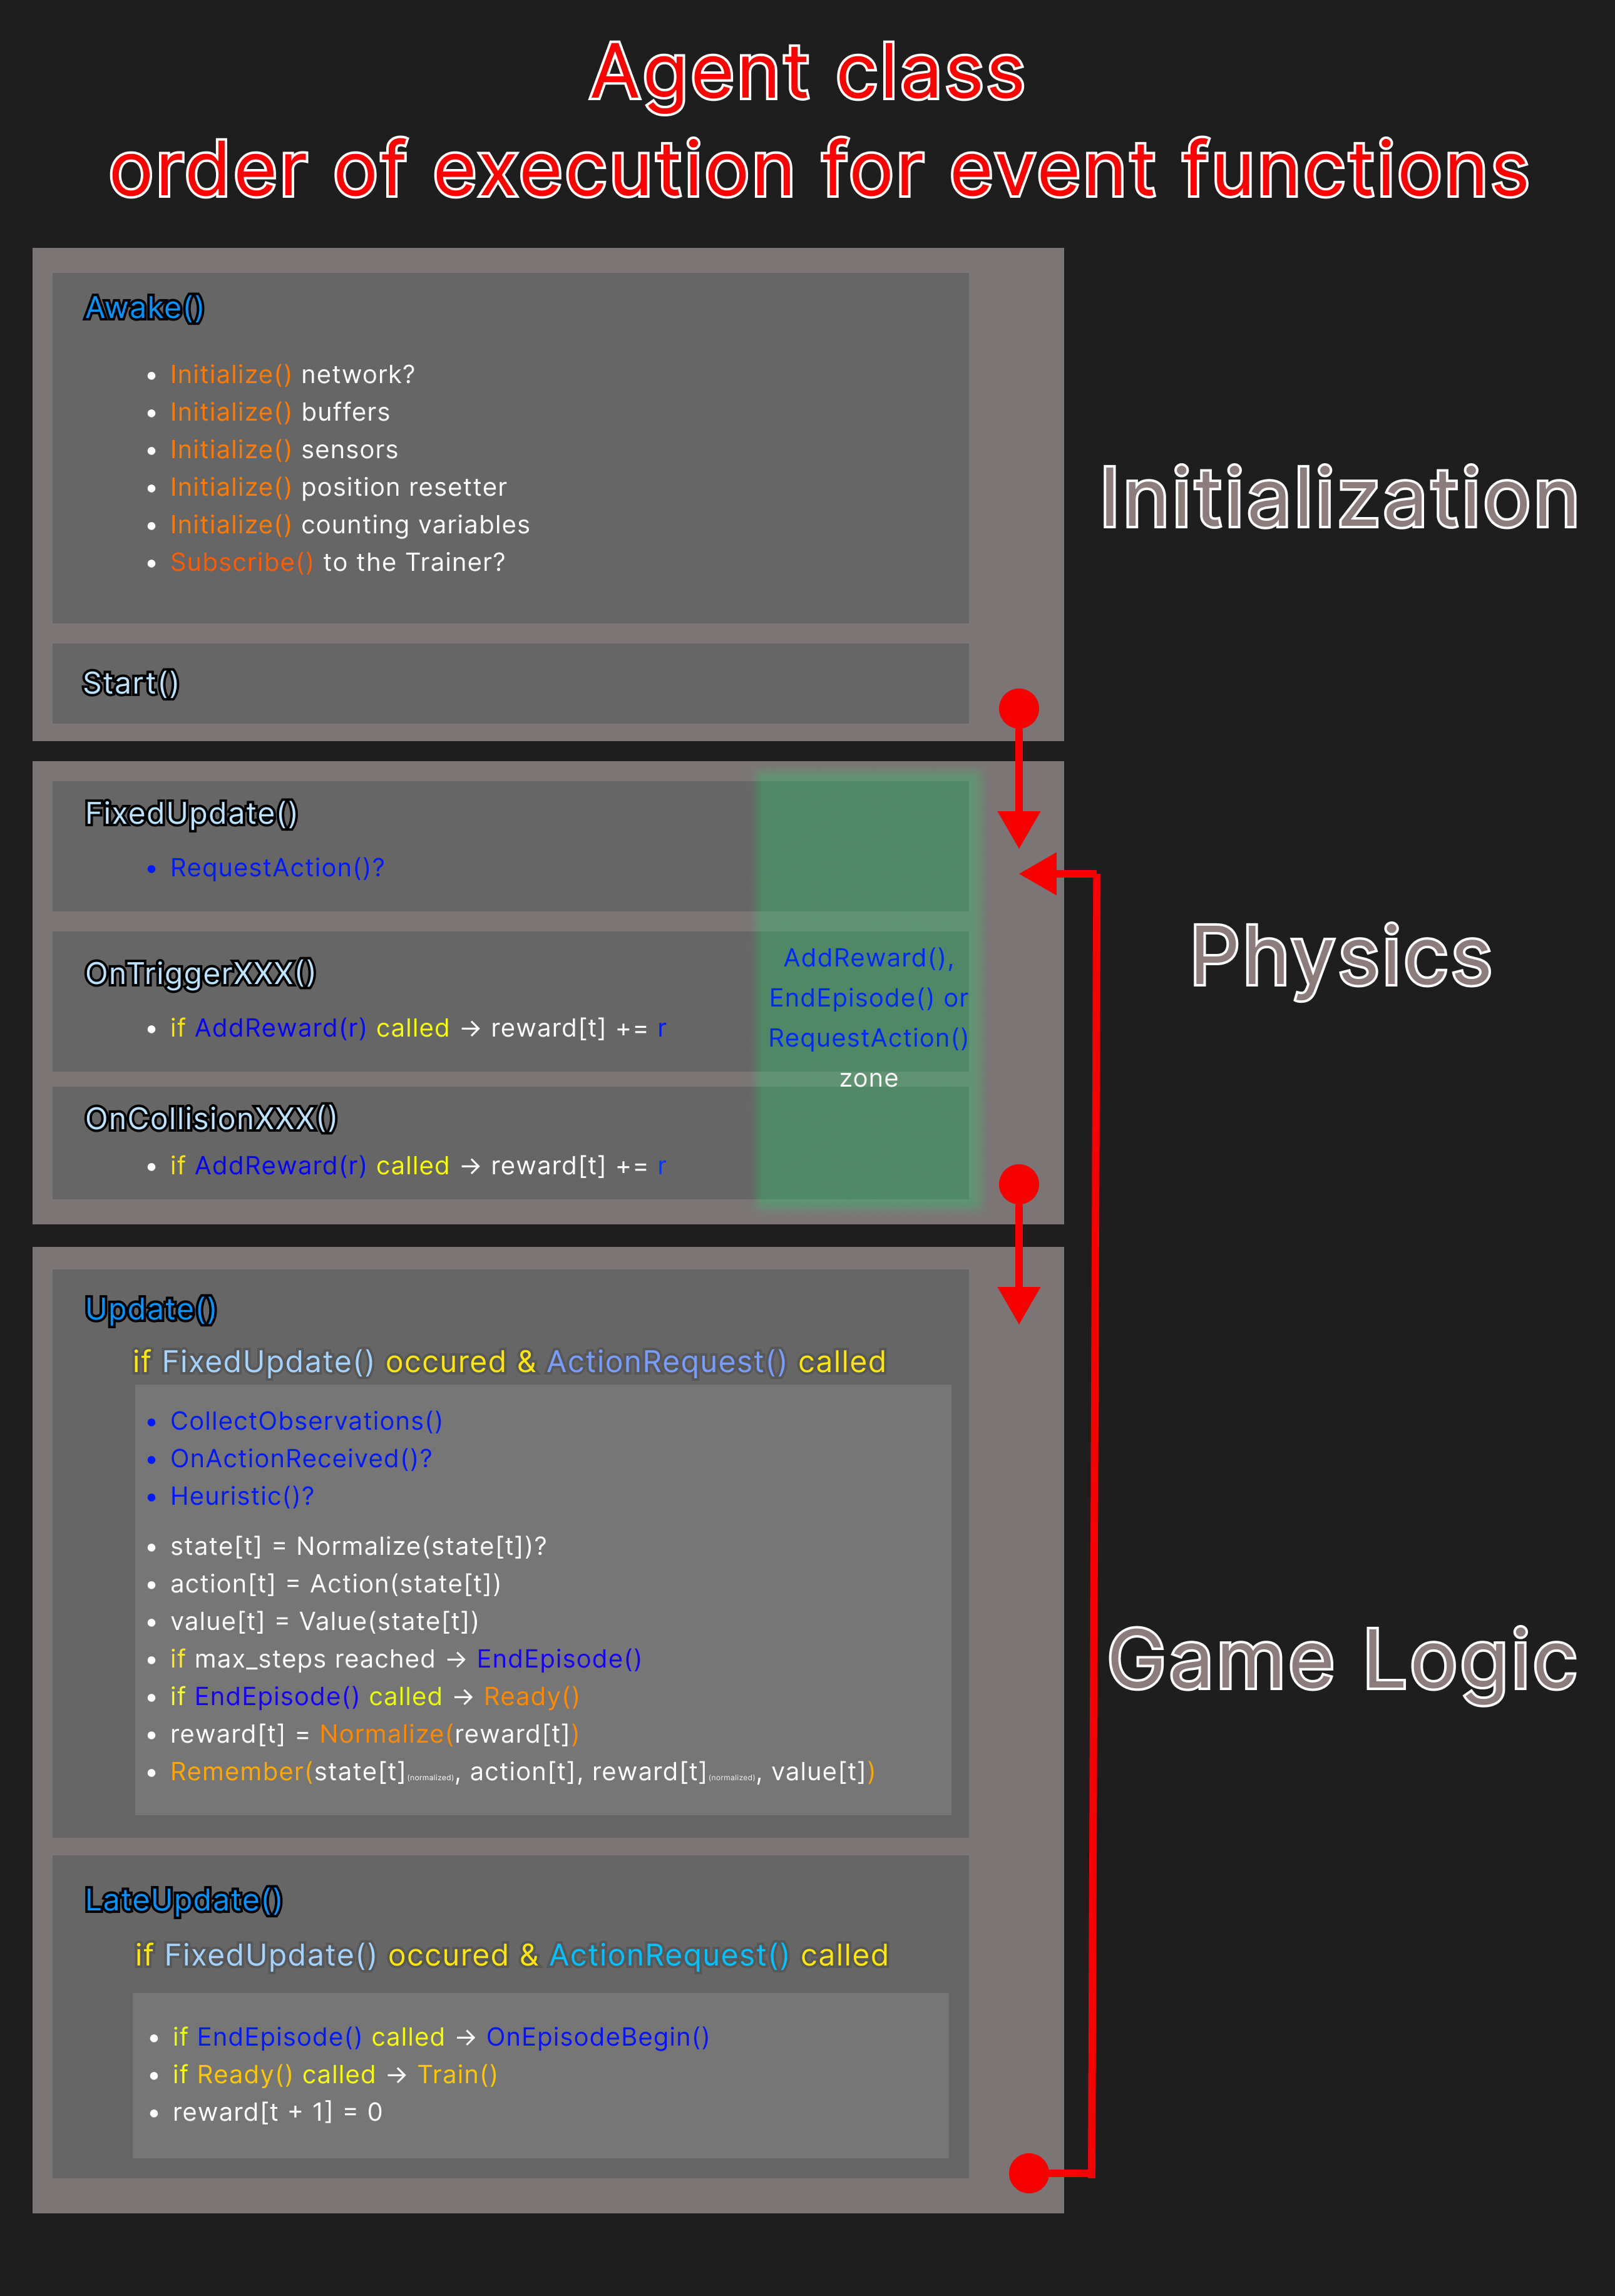 Agent class
order of execution for event functions
Awake()
• Initialize() network?
• Initialize() buffers
• Initialize() sensors
• Initialize() position resetter
• Initialize() counting variables
• Subscribe() to the Trainer?
Start()
Initialization
FixedUpdate()
• RequestAction()?
OnTriggerXXX()
• if AddReward(r) called → reward[t] += r
OnCollisionXXX()
• if AddReward(r) called → reward[t] += r
AddReward(),
EndEpisode() or
RequestAction()
zone
Physics
Update()
if FixedUpdate() occured & ActionRequest() called
• CollectObservations()
• OnActionReceived()?
• Heuristic()?
• state[t] = Normalize(state[t])?
• action[t] = Action(state[t])
• value[t] = Value(state[t])
• if max_steps reached → EndEpisode()
• if EndEpisode() called → Ready()
• reward[t] = Normalize(reward[t])
• Remember(state[t](normalized), action[t], reward[t](normalized), value[t])
Game Logic
LateUpdate()
if FixedUpdate() occured & ActionRequest() called
• if EndEpisode() called → OnEpisodeBegin()
• if Ready() called → Train()
• reward[t + 1] = 0